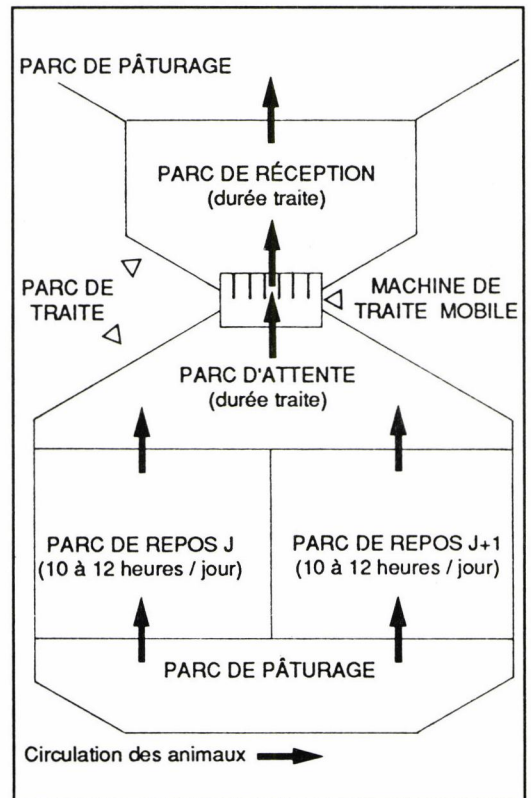 PARC DE PÂTURAGE
PARC DE RÉCEPTION
(durée traite)
PARC DE
TRAITE
MACHINE DE
TRAITE MOBILE
PARC D'ATTENTE
(durée traite)
PARC DE REPOS J
(10 à 12 heures / jour)
PARC DE REPOS J+1
(10 à 12 heures / jour)
PARC DE PÂTURAGE
Circulation des animaux